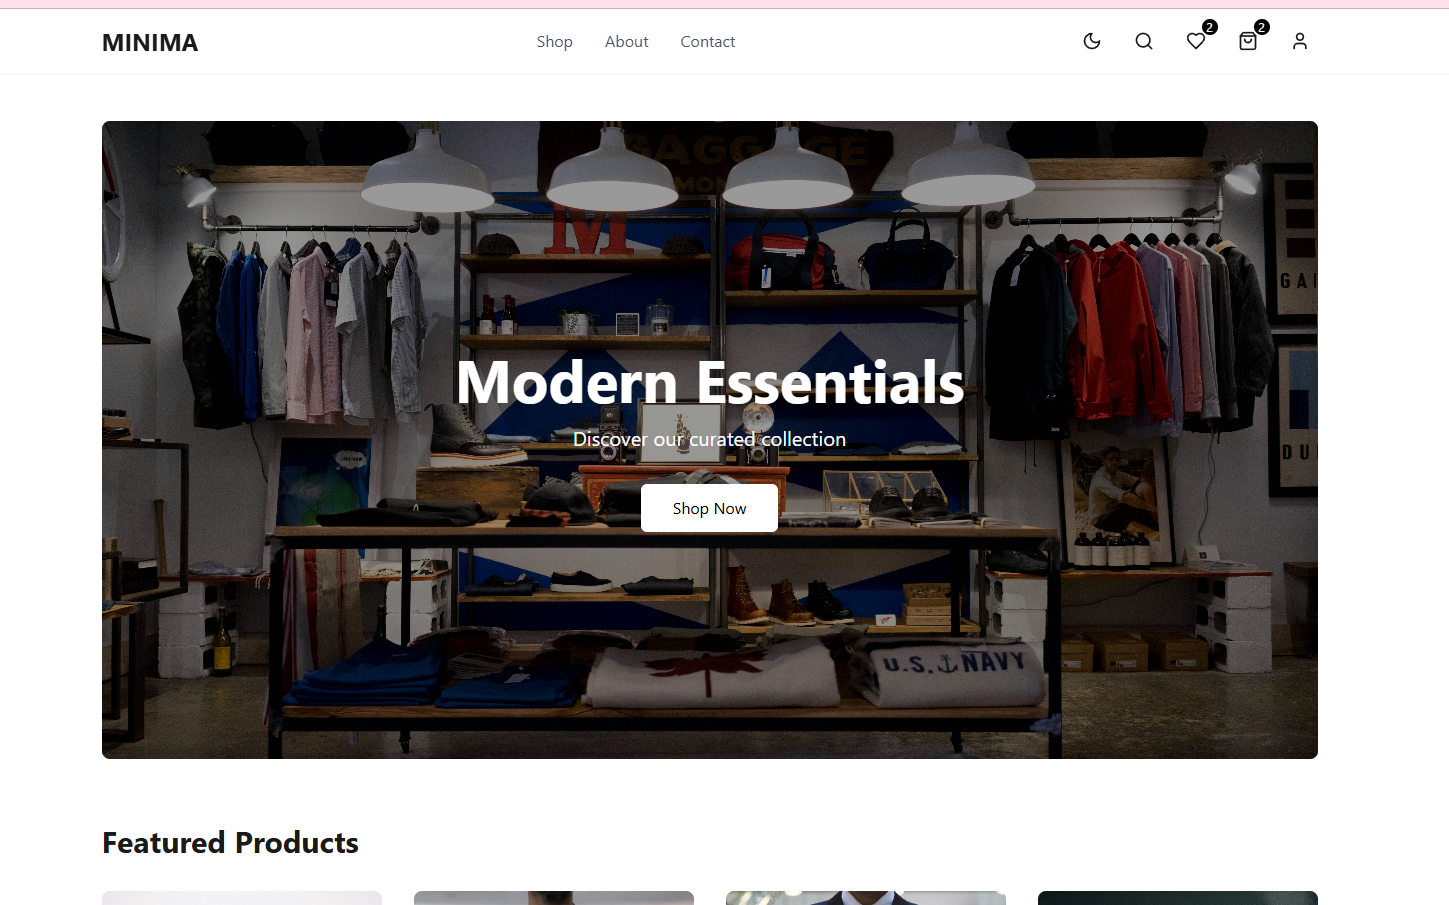 MINIMA
Shop
About
Contact
2
2
BAGGAGE
M
GAI
DU
Modern Essentials
Discover our curated collection
Shop Now
U.S. NAVY
Featured Products